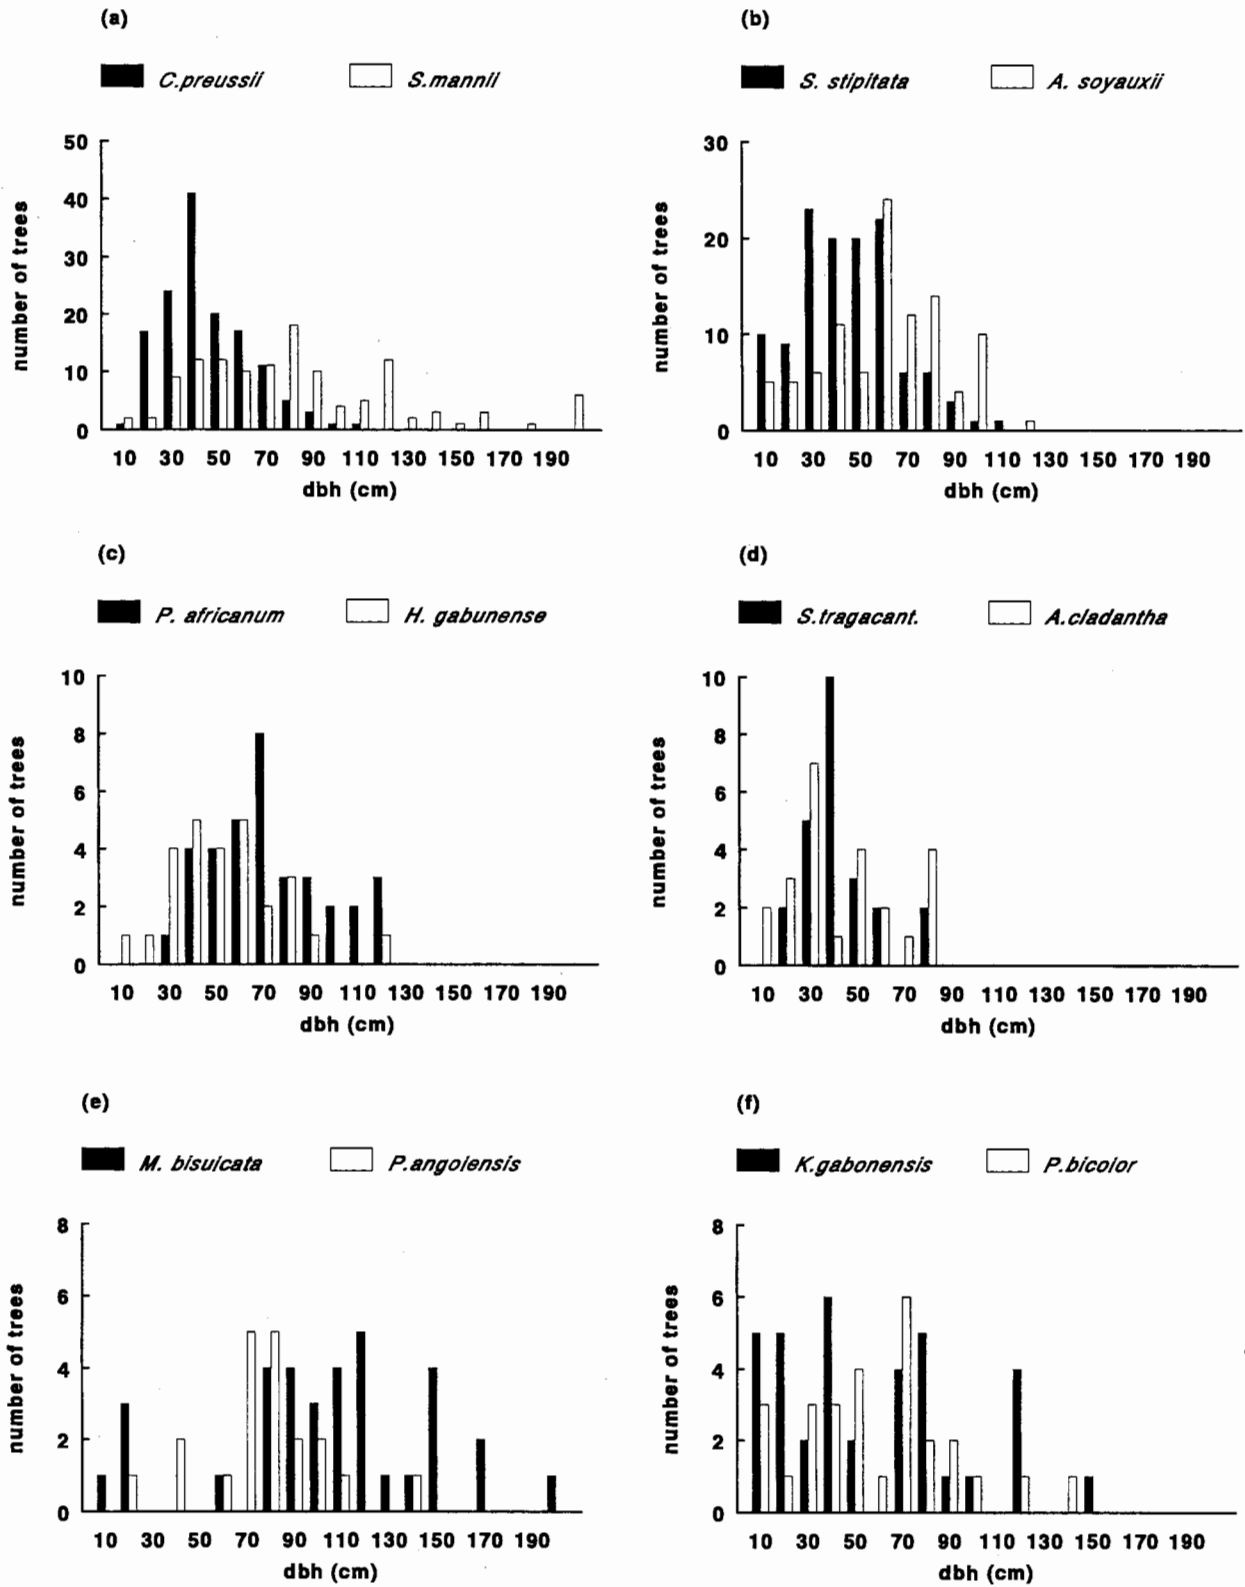 (a)
C.preussii S.mannii
50
40
30
20
10
0
number of trees
10 30 50 70 90 110 130 150 170 190
dbh (cm)
(b)
S. stipitata A. soyauxii
30
20
10
0
number of trees
10 30 50 70 90 110 130 150 170 190
dbh (cm)
(c)
P. africanum H. gabunense
10
8
6
4
2
0
number of trees
10 30 50 70 90 110 130 150 170 190
dbh (cm)
(d)
S.tragacant. A.cladantha
10
8
6
4
2
0
number of trees
10 30 50 70 90 110 130 150 170 190
dbh (cm)
(e)
M. bisulcata P.angolensis
8
6
4
2
0
number of trees
10 30 50 70 90 110 130 150 170 190
dbh (cm)
(f)
K.gabonensis P.bicolor
8
6
4
2
0
number of trees
10 30 50 70 90 110 130 150 170 190
dbh (cm)